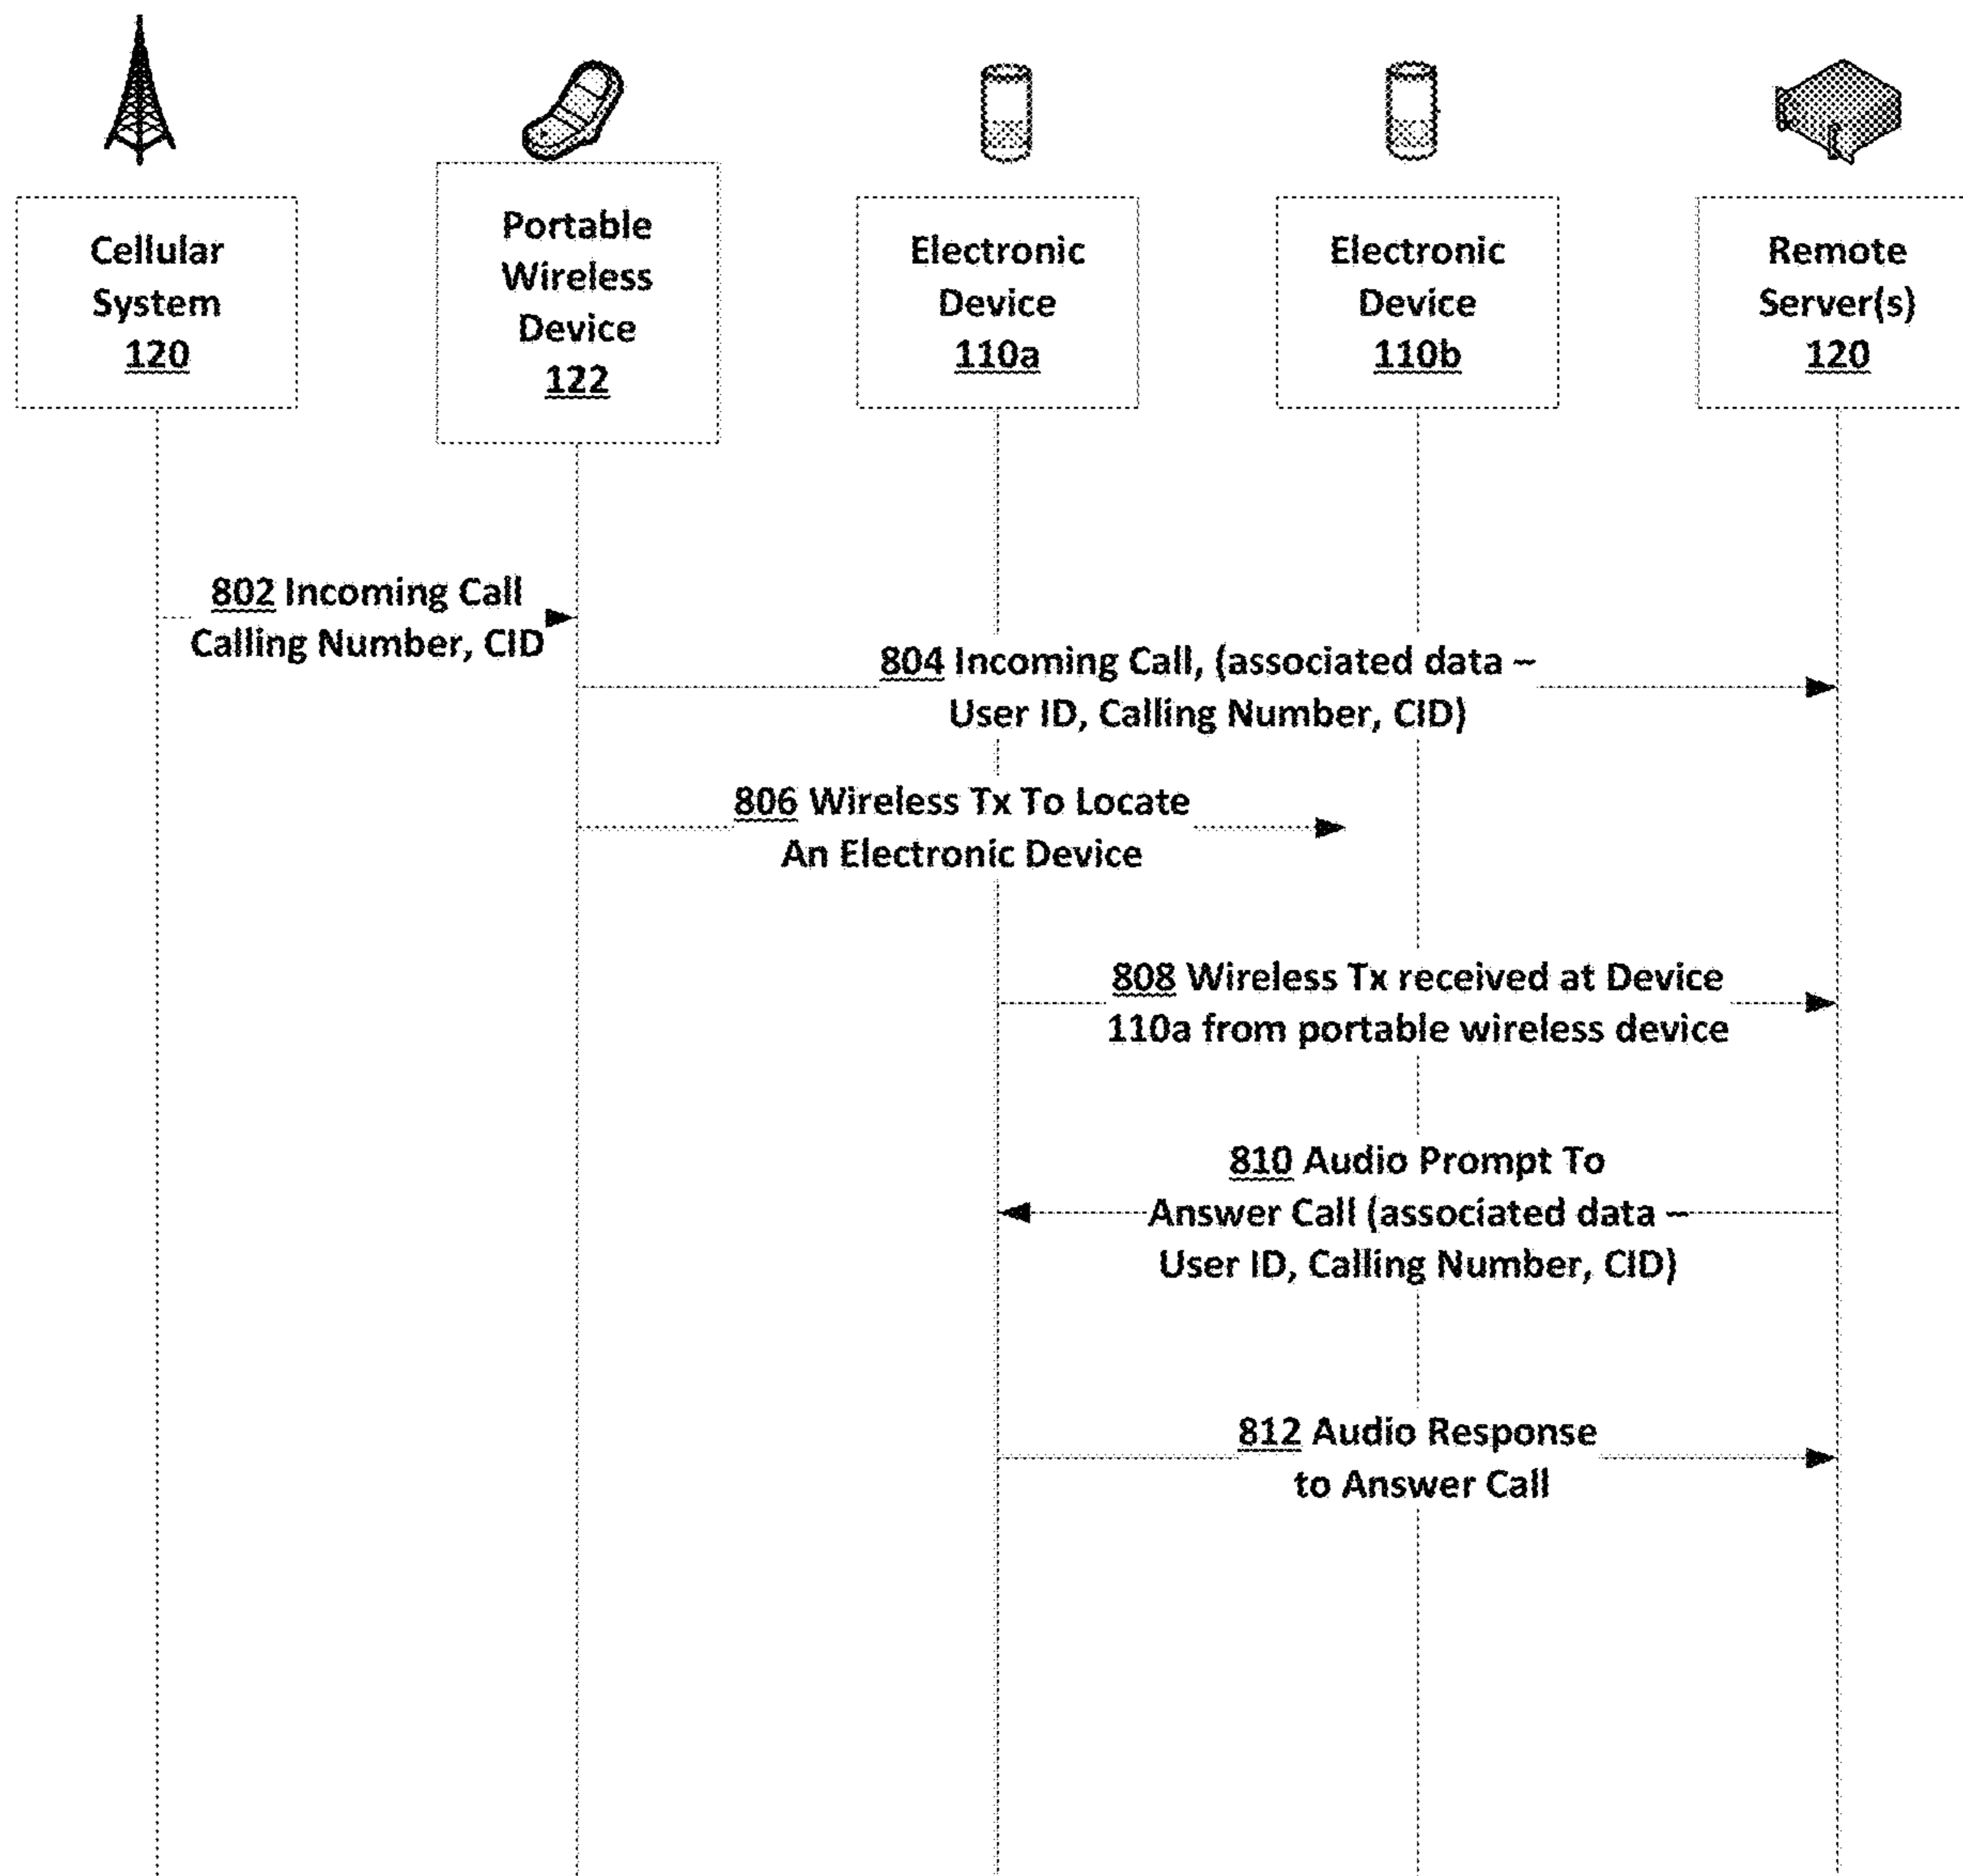 Cellular
System
120
Portable
Wireless
Device
122
Electronic
Device
110a
Electronic
Device
110b
Remote
Server(s)
120
802 Incoming Call
Calling Number, CID
804 Incoming Call, (associated data –
User ID, Calling Number, CID)
806 Wireless Tx To Locate
An Electronic Device
808 Wireless Tx received at Device
110a from portable wireless device
810 Audio Prompt To
Answer Call (associated data –
User ID, Calling Number, CID)
812 Audio Response
to Answer Call